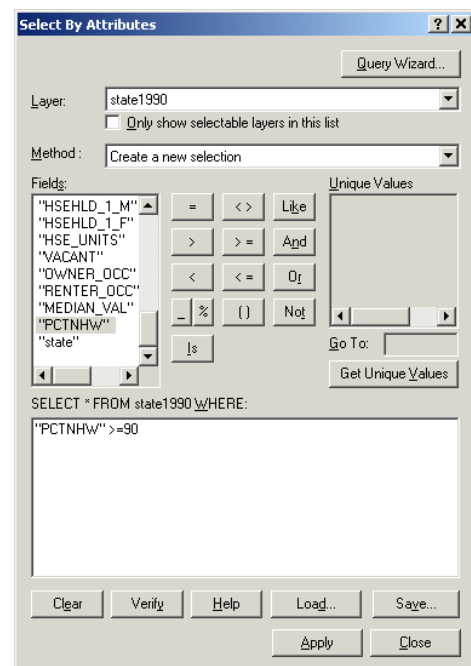 Select By Attributes
Query Wizard...
Layer: state1990
Only show selectable layers in this list
Method : Create a new selection
Fields: Unique Values
"HSEHLD_1_M" = <> Like
"HSEHLD_1_F"
"HSE_UNITS" > >= And
"VACANT"
"OWNER_OCC" < <= Or
"RENTER_OCC"
"MEDIAN_VAL" _ % () Not
"PCTNHW"
"state" Is Go To:
Get Unique Values
SELECT * FROM state1990 WHERE:
"PCTNHW" >=90
Clear Verify Help Load... Save...
Apply Close